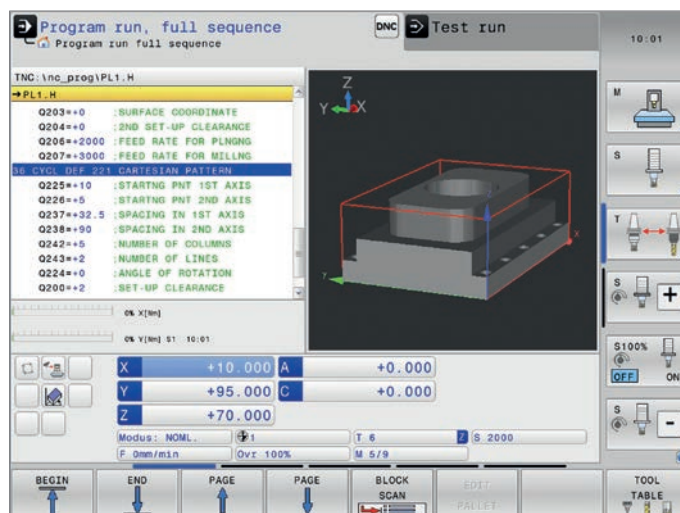 Program run, full sequence
Program run full sequence
DNC
Test run
10:01
TNC:\nc_prog\PL1.H
→PL1.H
Q203=+0 ;SURFACE COORDINATE
Q204=+0 ;2ND SET-UP CLEARANCE
Q206=+2000 ;FEED RATE FOR PLNGNG
Q207=+3000 ;FEED RATE FOR MILLNG
36 CYCL DEF 221 CARTESIAN PATTERN
Q225=+10 ;STARTNG PNT 1ST AXIS
Q226=+5 ;STARTNG PNT 2ND AXIS
Q237=+32.5 ;SPACING IN 1ST AXIS
Q238=+90 ;SPACING IN 2ND AXIS
Q242=+5 ;NUMBER OF COLUMNS
Q243=+2 ;NUMBER OF LINES
Q224=+0 ;ANGLE OF ROTATION
Q200=+2 ;SET-UP CLEARANCE
Z
Y X
X
Y
0% X[Nm]
0% Y[Nm] S1 10:01
X +10.000 A +0.000
Y +95.000 C +0.000
Z +70.000
Modus: NOML. 1 T 6 Z S 2000
F 0mm/min Ovr 100% M 5/9
M
S
T
S +
S100%
OFF ON
S -
BEGIN
END
PAGE
PAGE
BLOCK
SCAN
EDIT
PALLET
TOOL
TABLE